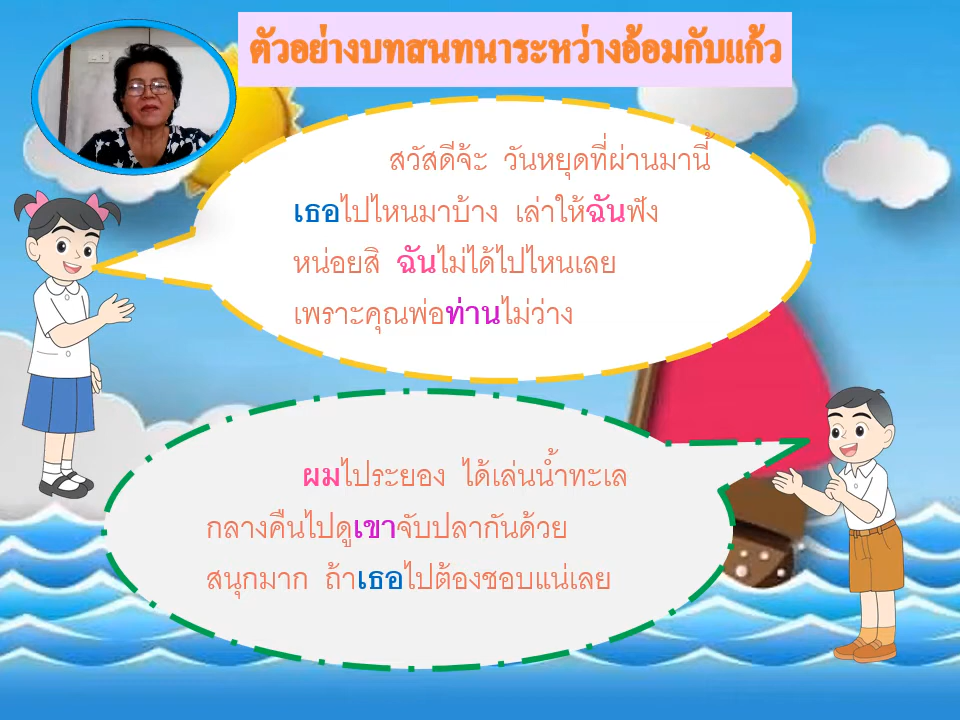 ตัวอย่างบทสนทนาระหว่างอ้อมกับแก้ว
สวัสดีจ้ะ วันหยุดที่ผ่านมานี้
เธอไปไหนมาบ้าง เล่าให้ฉันฟัง
หน่อยสิ ฉันไม่ได้ไปไหนเลย
เพราะคุณพ่อท่านไม่ว่าง
ผมไประยอง ได้เล่นน้ำทะเล
กลางคืนไปดูเขาจับปลากันด้วย
สนุกมาก ถ้าเธอไปต้องชอบแน่เลย